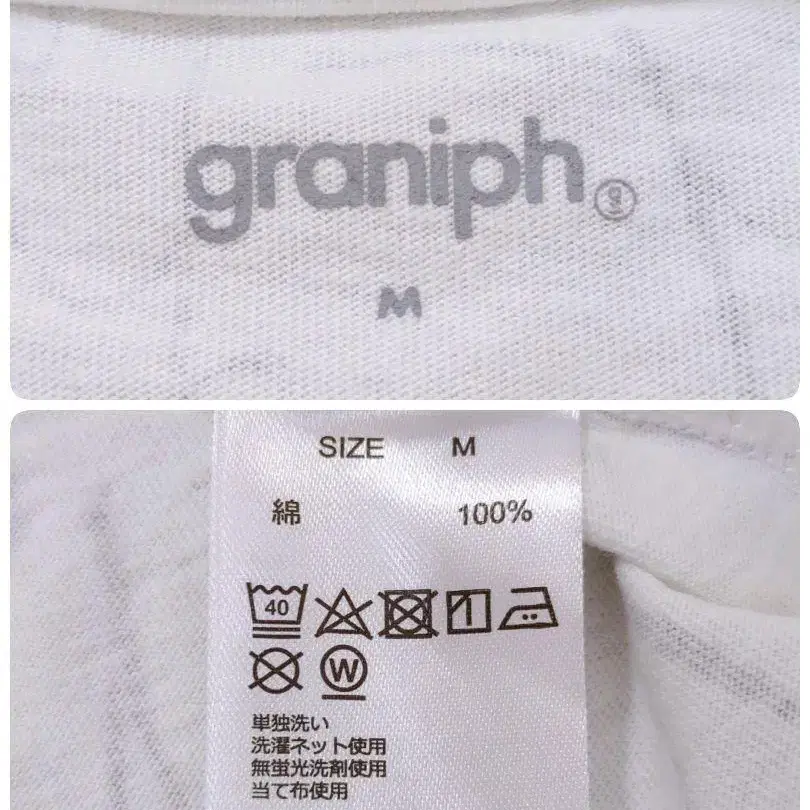 graniph
M
SIZE M
綿 100%
40
W
単独洗い
洗濯ネット使用
無蛍光洗剤使用
当て布使用